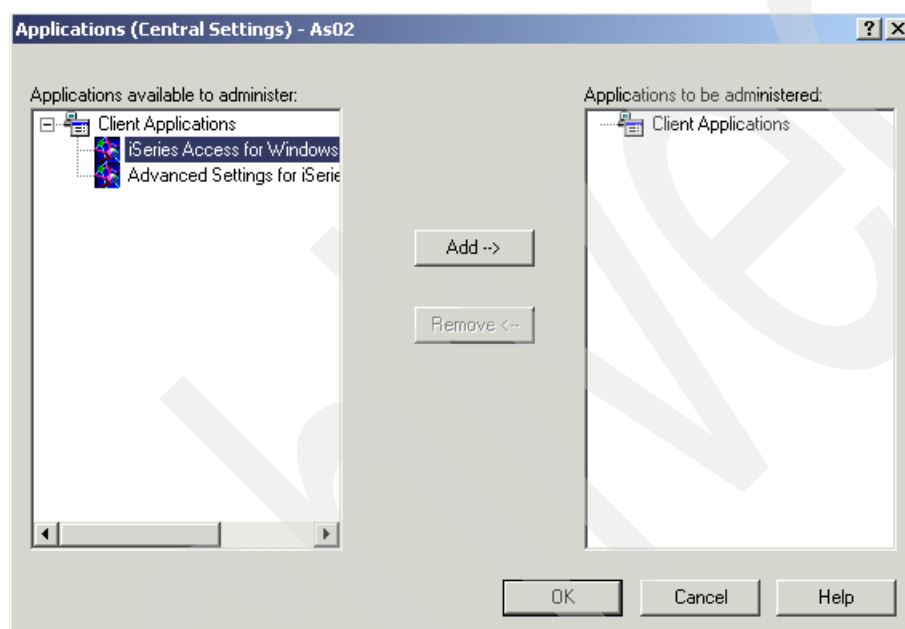 Applications (Central Settings) - As02
Applications available to administer:
Applications to be administered:
Client Applications
iSeries Access for Windows
Advanced Settings for iSerie
Client Applications
Add -->
Remove <--
OK
Cancel
Help